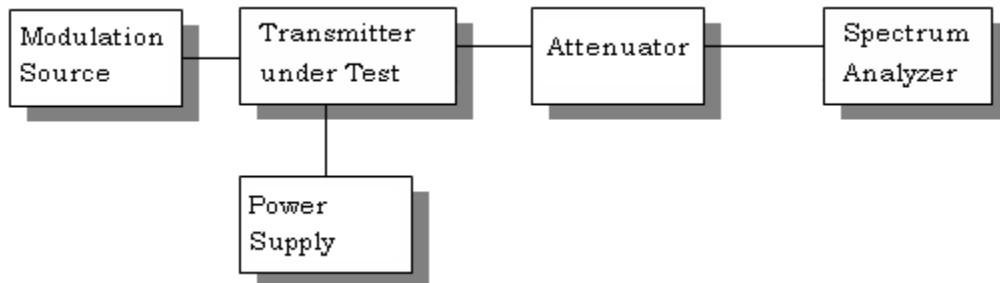 Modulation
Source
Transmitter
under Test
Attenuator
Spectrum
Analyzer
Power
Supply